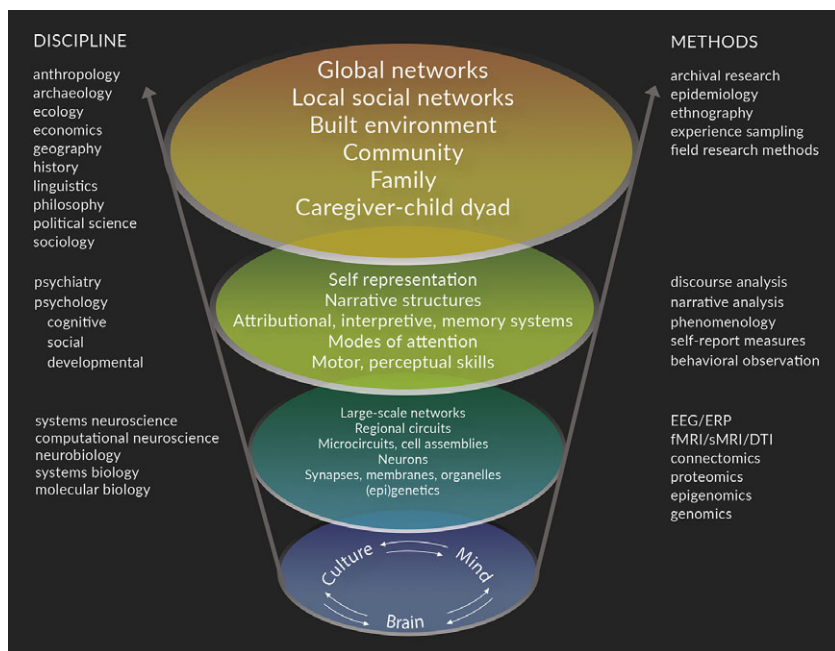 DISCIPLINE
anthropology
archaeology
ecology
economics
geography
history
linguistics
philosophy
political science
sociology
psychiatry
psychology
cognitive
social
developmental
systems neuroscience
computational neuroscience
neurobiology
systems biology
molecular biology
Global networks
Local social networks
Built environment
Community
Family
Caregiver-child dyad
Self representation
Narrative structures
Attributional, interpretive, memory systems
Modes of attention
Motor, perceptual skills
Large-scale networks
Regional circuits
Microcircuits, cell assemblies
Neurons
Synapses, membranes, organelles
(epi)genetics
Culture
Mind
Brain
METHODS
archival research
epidemiology
ethnography
experience sampling
field research methods
discourse analysis
narrative analysis
phenomenology
self-report measures
behavioral observation
EEG/ERP
fMRI/sMRI/DTI
connectomics
proteomics
epigenomics
genomics